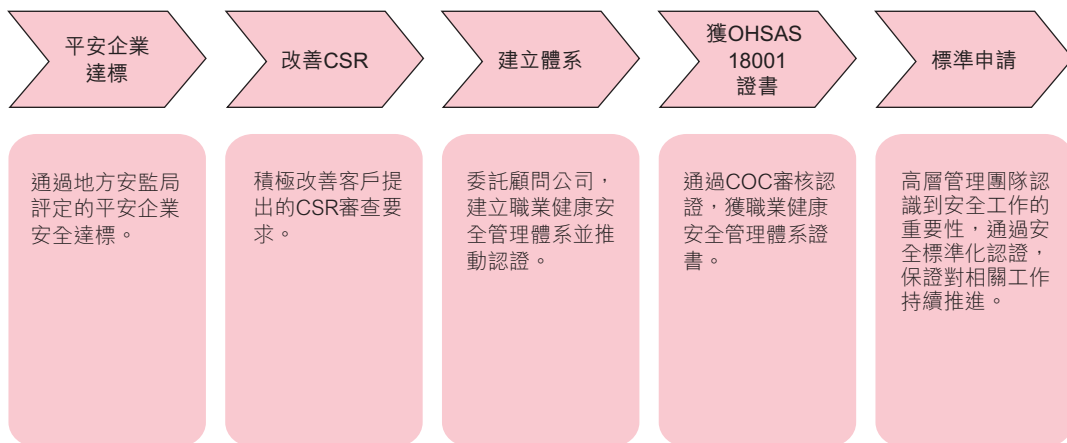 平安企業
達標
改善CSR
建立體系
獲OHSAS
18001
證書
標準申請
通過地方安監局
評定的平安企業
安全達標。
積極改善客戶提
出的CSR審查要
求。
委託顧問公司，
建立職業健康安
全管理體系並推
動認證。
通過COC審核認
證，獲職業健康
安全管理體系證
書。
高層管理團隊認
識到安全工作的
重要性，通過安
全標準化認證，
保證對相關工作
持續推進。